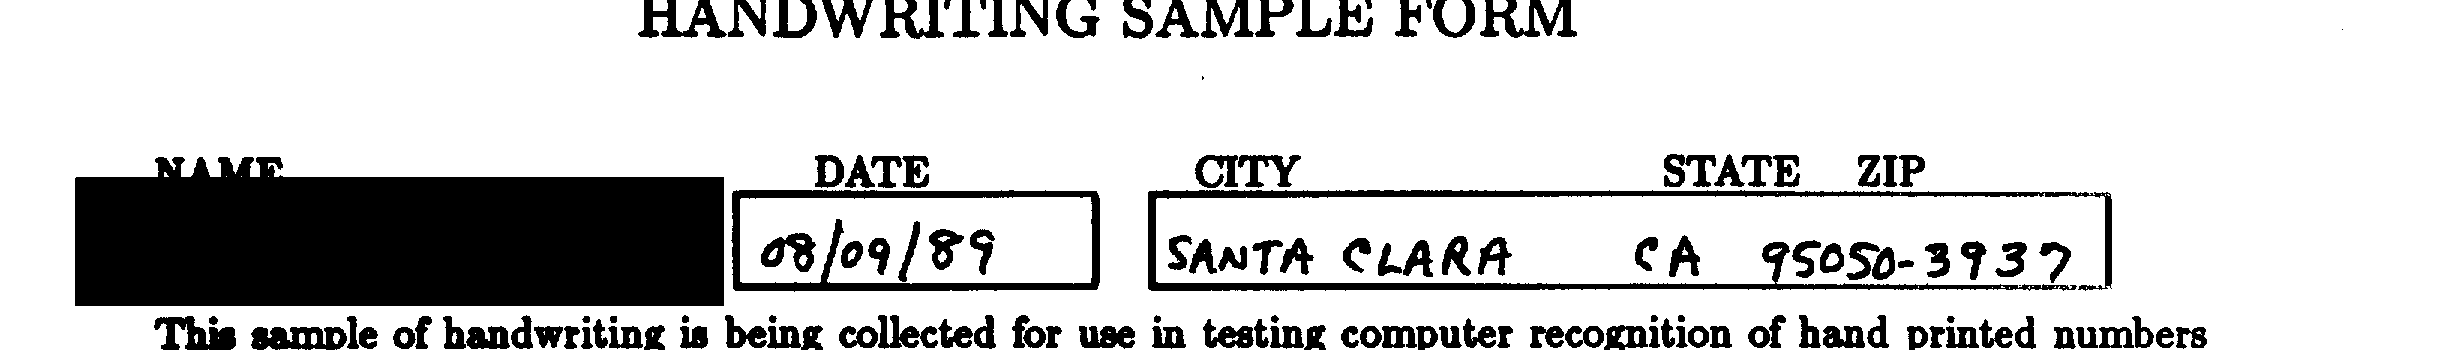 HANDWRITING SAMPLE FORM
NAME DATE CITY STATE ZIP
08/09/89 SANTA CLARA CA 95050-3937
This sample of handwriting is being collected for use in testing computer recognition of hand printed numbers